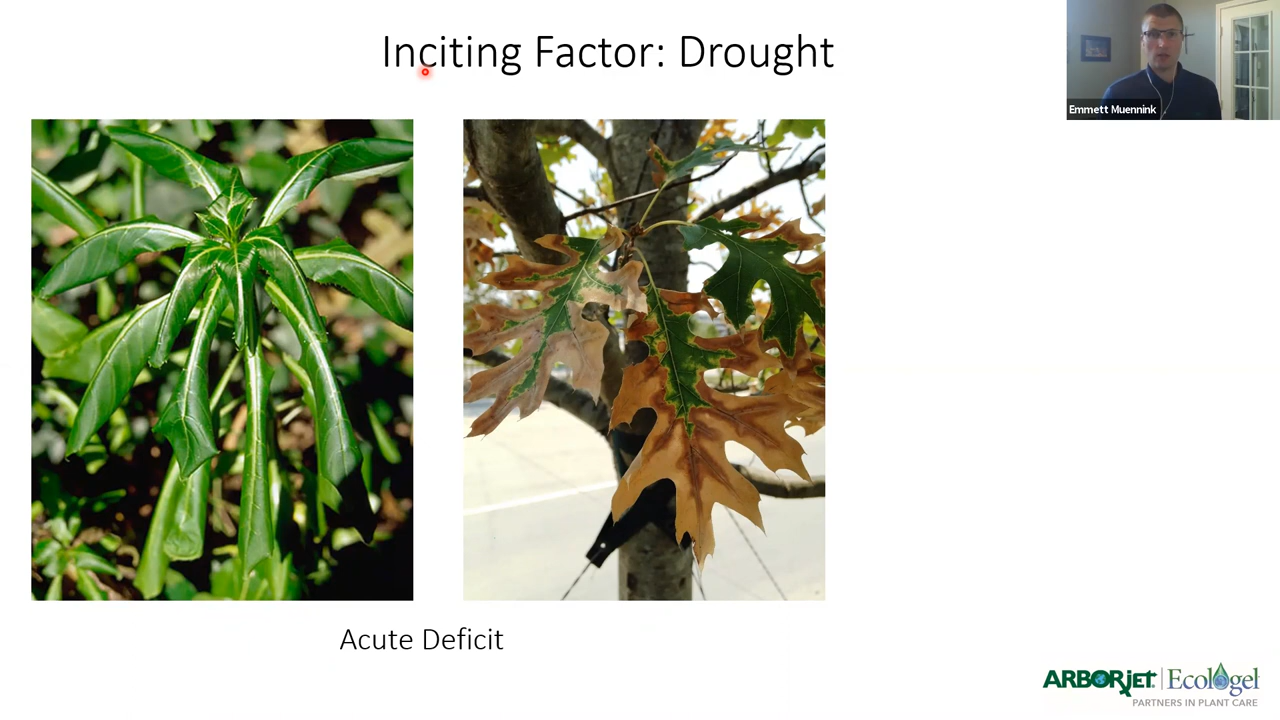 Inciting Factor: Drought
Emmett Muennink
Acute Deficit
ARBORjet | Ecologel
PARTNERS IN PLANT CARE